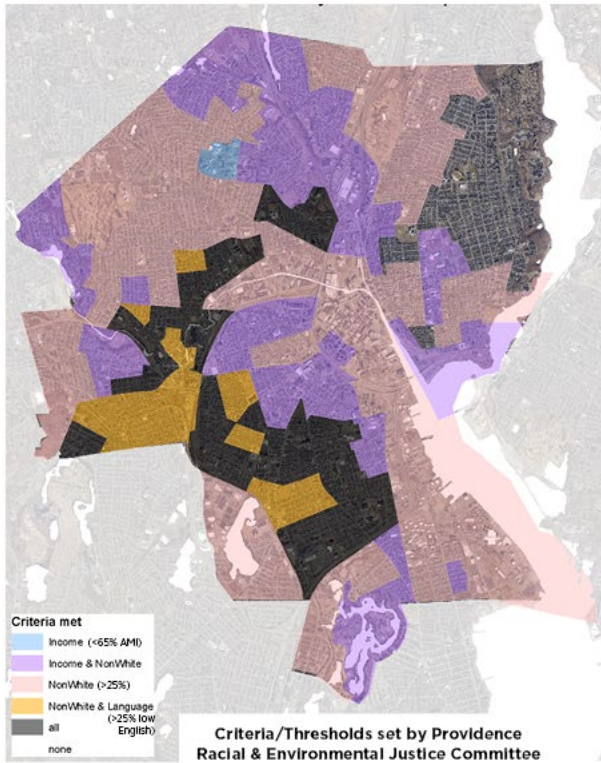 Criteria met
Income (<65% AMI)
Income & NonWhite
NonWhite (>25%)
NonWhite & Language
(>25% low
all English)
none
Criteria/Thresholds set by Providence
Racial & Environmental Justice Committee